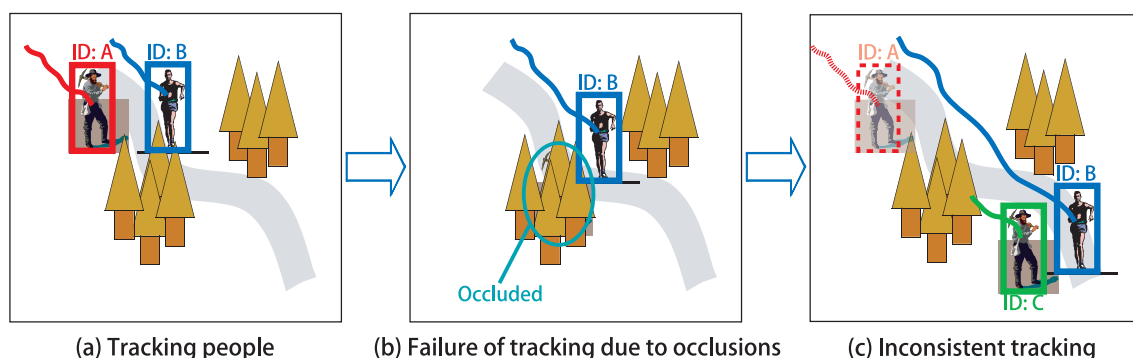 ID: A
ID: B
(a) Tracking people
ID: B
Occluded
(b) Failure of tracking due to occlusions
ID: A
ID: B
ID: C
(c) Inconsistent tracking